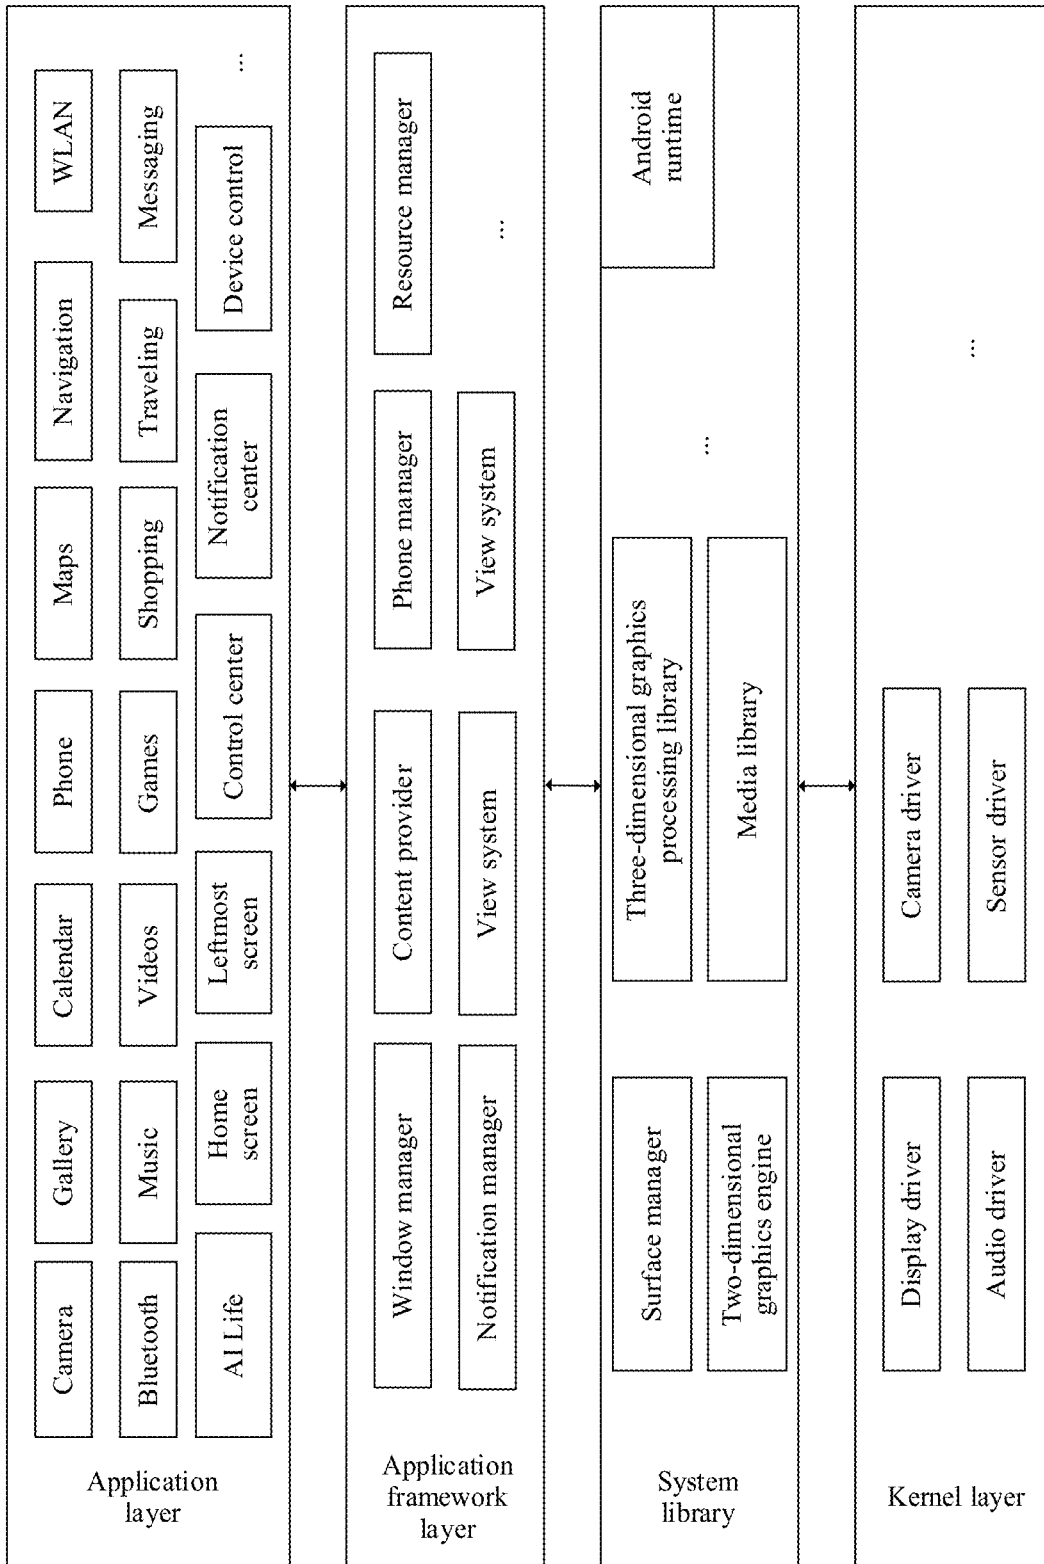 Application
layer
Camera
Gallery
Calendar
Phone
Maps
Navigation
WLAN
Bluetooth
Music
Videos
Games
Shopping
Traveling
Messaging
AI Life
Home
screen
Leftmost
screen
Control center
Notification
center
Device control
...
Application
framework
layer
Window manager
Content provider
Phone manager
Resource manager
Notification manager
View system
View system
...
System
library
Surface manager
Three-dimensional graphics
processing library
Android
runtime
Two-dimensional
graphics engine
Media library
...
Kernel layer
Display driver
Camera driver
Audio driver
Sensor driver
...